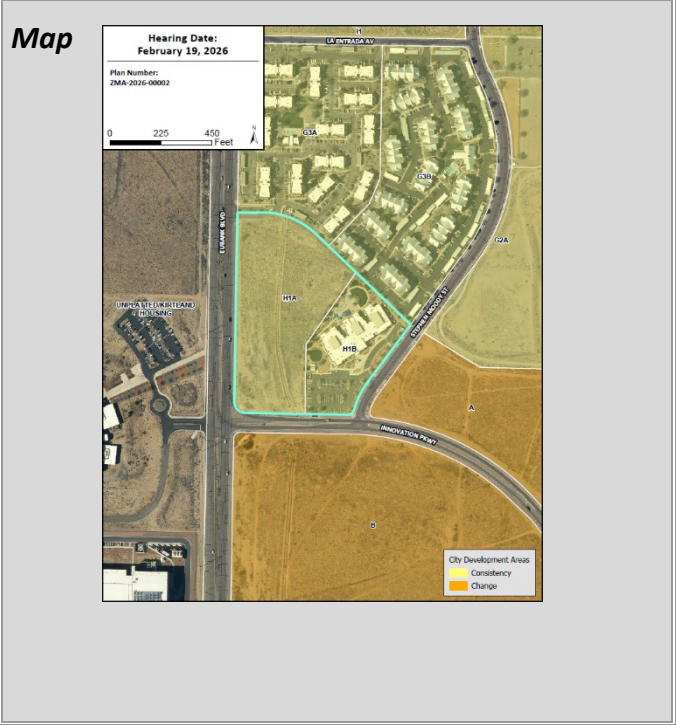 Map
Hearing Date:
February 19, 2026
Plan Number:
ZMA-2026-00002
0 225 450
Feet
N
H
LA ENTRADA AV
G3A
G3B
G2A
EUBANK BLVD
H1A
UNPLATTED/KIRTLAND
HOUSING
STEPHEN MOODY ST
H1B
A
INNOVATION PKWY
B
City Development Areas
Consistency
Change